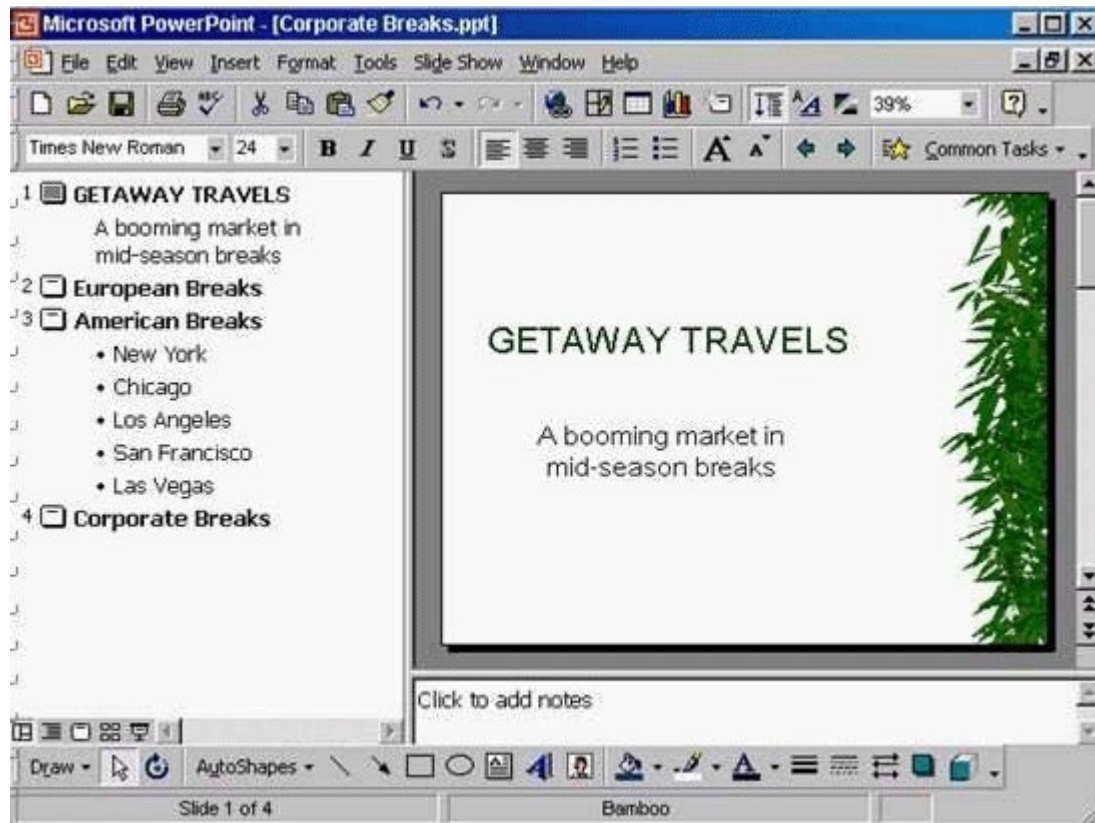 Microsoft PowerPoint - [Corporate Breaks.ppt]
File Edit View Insert Format Tools Slide Show Window Help
39%
Times New Roman 24 B I U S A A Common Tasks
1 GETAWAY TRAVELS
A booming market in
mid-season breaks
2 European Breaks
3 American Breaks
• New York
• Chicago
• Los Angeles
• San Francisco
• Las Vegas
4 Corporate Breaks
GETAWAY TRAVELS
A booming market in
mid-season breaks
Click to add notes
Draw AutoShapes A A
Slide 1 of 4 Bamboo